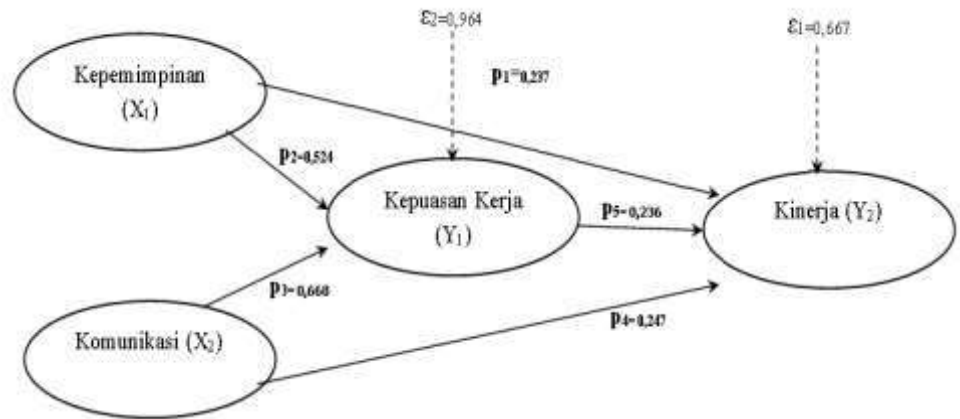 ε2=0,964
ε1=0,667
Kepemimpinan
(X1)
p1=0,237
p2=0,524
Kepuasan Kerja
(Y1)
p5=0,236
Kinerja (Y2)
p3=0,660
Komunikasi (X2)
p4=0,247